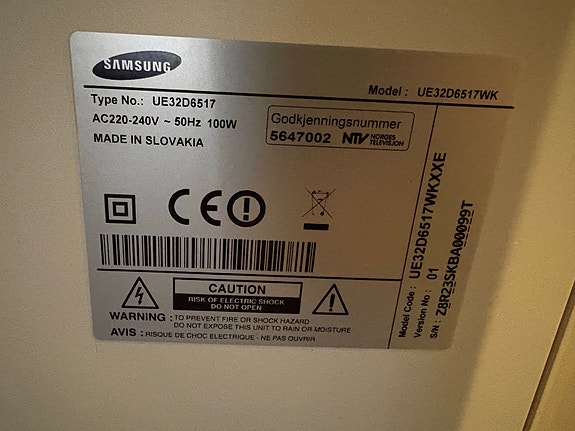 SAMSUNG
Model : UE32D6517WK
Type No.: UE32D6517
AC220-240V ~ 50Hz 100W
MADE IN SLOVAKIA
Godkjenningsnummer
5647002 NTV NORGES TELEVISJON
CE
CAUTION
RISK OF ELECTRIC SHOCK
DO NOT OPEN
WARNING : TO PREVENT FIRE OR SHOCK HAZARD
DO NOT EXPOSE THIS UNIT TO RAIN OR MOISTURE
AVIS : RISQUE DE CHOC ELECTRIQUE - NE PAS OUVRIR
Model Code : UE32D6517WKXXE
Version No : 01
S/N : Z8R23SKBA00099T